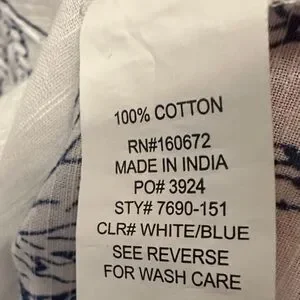 100% COTTON
RN#160672
MADE IN INDIA
PO# 3924
STY# 7690-151
CLR# WHITE/BLUE
SEE REVERSE
FOR WASH CARE